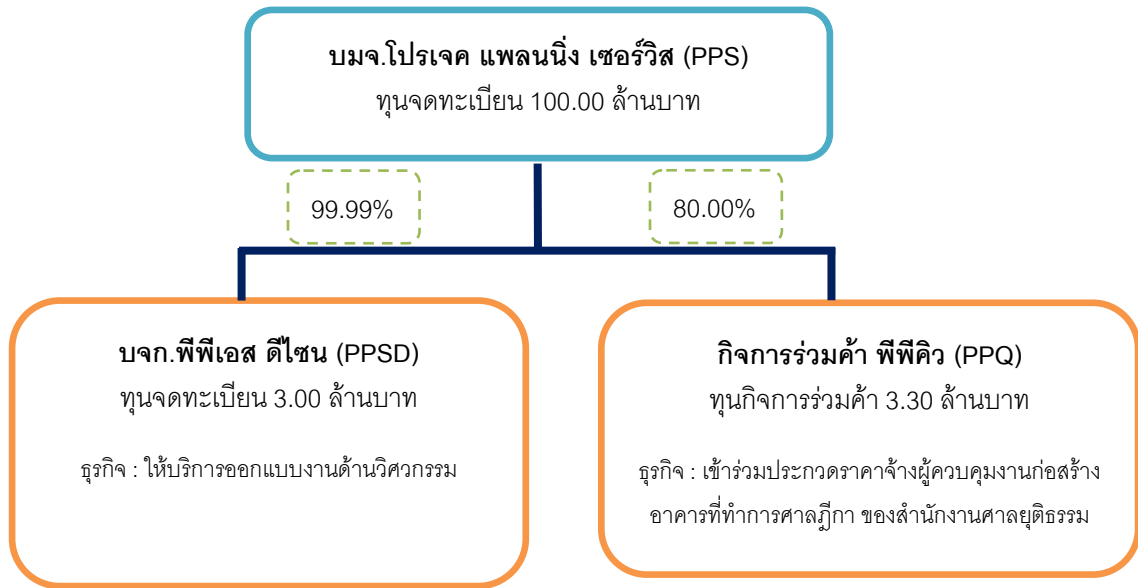 บมจ.โปรเจค แพลนนิ่ง เซอร์วิส (PPS)
ทุนจดทะเบียน 100.00 ล้านบาท
99.99%
80.00%
บจก.พีพีเอส ดีไซน (PPSD)
ทุนจดทะเบียน 3.00 ล้านบาท
ธุรกิจ : ให้บริการออกแบบงานด้านวิศวกรรม
กิจการร่วมค้า พีพีคิว (PPQ)
ทุนกิจการร่วมค้า 3.30 ล้านบาท
ธุรกิจ : เข้าร่วมประกวดราคาจ้างผู้ควบคุมงานก่อสร้าง
อาคารที่ทำการศาลฎีกา ของสำนักงานศาลยุติธรรม